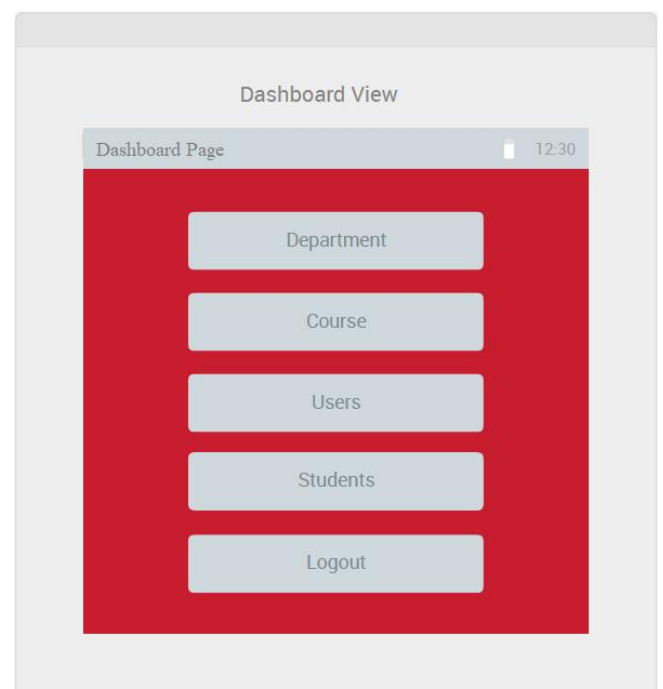 Dashboard View
Dashboard Page 12:30
Department
Course
Users
Students
Logout